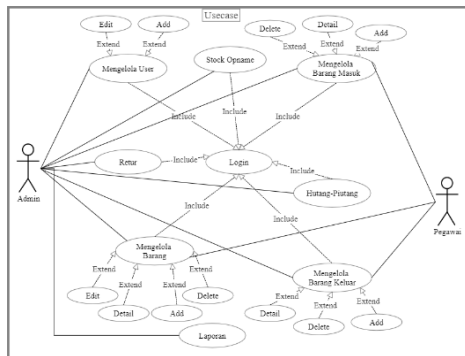 Usecase
Edit
Add
Extend
Extend
Mengelola User
Stock Opname
Delete
Detail
Add
Extend
Extend
Extend
Mengelola
Barang Masuk
Include
Include
Include
Retur
Include
Login
Include
Hutang-Piutang
Admin
Pegawai
Include
Include
Mengelola
Barang
Extend
Extend
Extend
Extend
Edit
Detail
Add
Delete
Mengelola
Barang Keluar
Extend
Extend
Extend
Detail
Delete
Add
Laporan